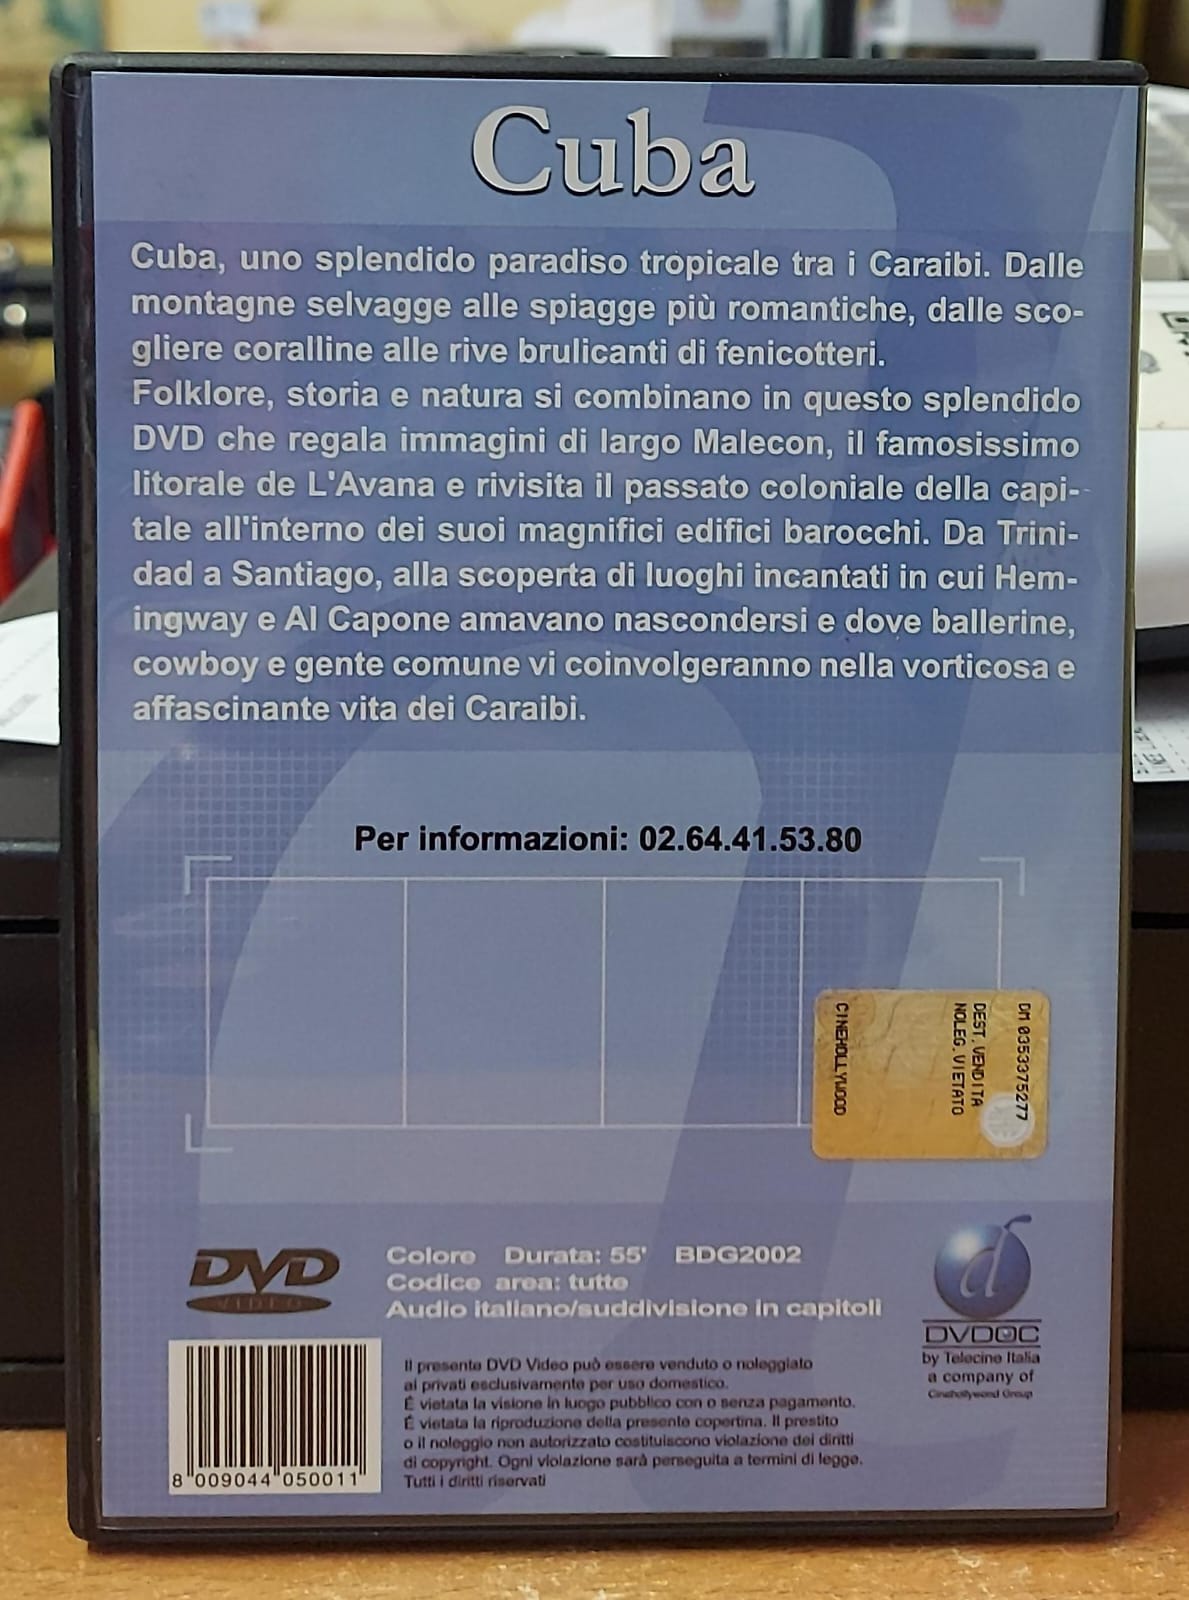 Cuba
Cuba, uno splendido paradiso tropicale tra i Caraibi. Dalle
montagne selvagge alle spiagge più romantiche, dalle sco-
gliere coralline alle rive brulicanti di fenicotteri.
Folklore, storia e natura si combinano in questo splendido
DVD che regala immagini di largo Malecon, il famosissimo
litorale de L'Avana e rivisita il passato coloniale della capi-
tale all'interno dei suoi magnifici edifici barocchi. Da Trini-
dad a Santiago, alla scoperta di luoghi incantati in cui Hem-
ingway e Al Capone amavano nascondersi e dove ballerine,
cowboy e gente comune vi coinvolgeranno nella vorticosa e
affascinante vita dei Caraibi.
Per informazioni: 02.64.41.53.80
DM 0353375277
DEST.VENDITA
NOLEG.VIETATO
CINEHOLLYWOOD
DVD
VIDEO
Colore Durata: 55' BDG2002
Codice area: tutte
Audio italiano/suddivisione in capitoli
d
DVDOC
by Telecine Italia
a company of
Cinehollywood Group
Il presente DVD Video può essere venduto o noleggiato
ai privati esclusivamente per uso domestico.
É vietata la visione in luogo pubblico con o senza pagamento.
É vietata la riproduzione della presente copertina. Il prestito
o il noleggio non autorizzato costituiscono violazione dei diritti
di copyright. Ogni violazione sarà perseguita a termini di legge.
Tutti i diritti riservati
8 009044 050011